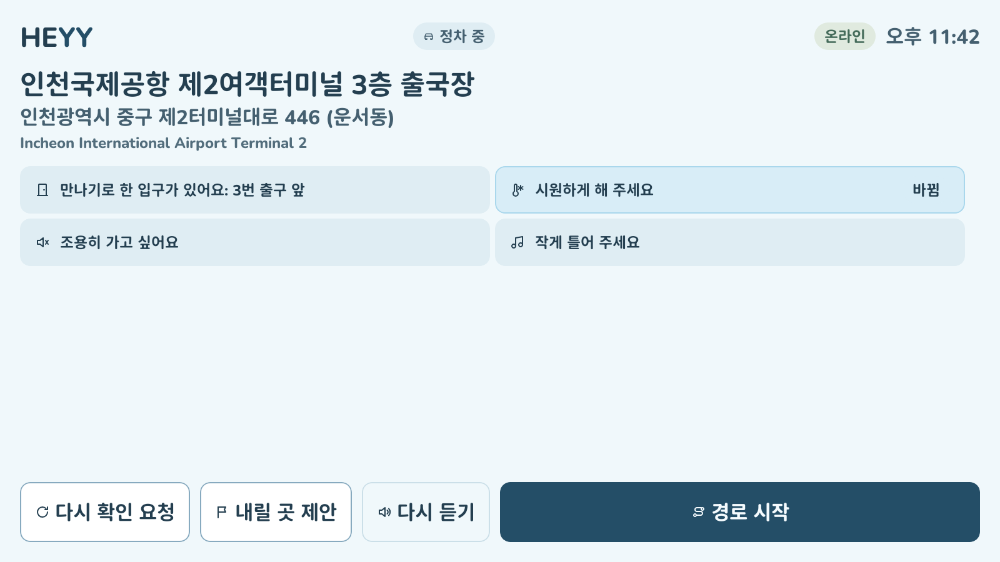 HEYY
정차 중
온라인
오후 11:42
인천국제공항 제2여객터미널 3층 출국장
인천광역시 중구 제2터미널대로 446 (운서동)
Incheon International Airport Terminal 2
만나기로 한 입구가 있어요: 3번 출구 앞
시원하게 해 주세요
바뀜
조용히 가고 싶어요
작게 틀어 주세요
다시 확인 요청
내릴 곳 제안
다시 듣기
경로 시작